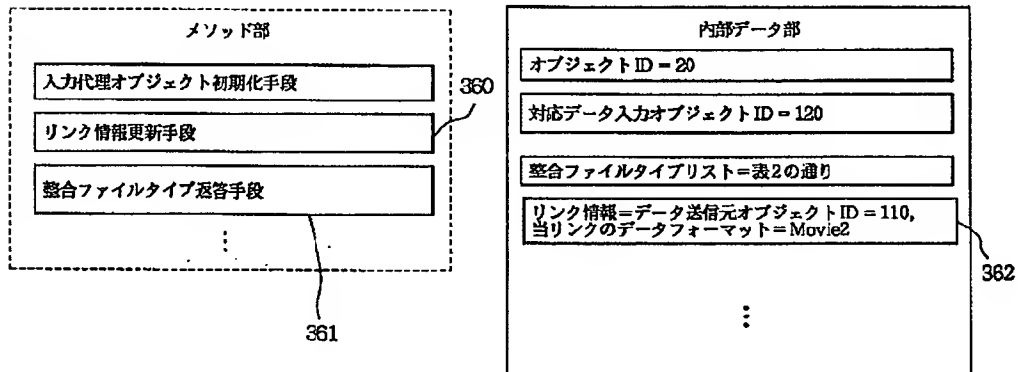 メソッド部
入力代理オブジェクト初期化手段
リンク情報更新手段
整合ファイルタイプ返答手段
⋮
360
361
内部データ部
オブジェクトID=20
対応データ入力オブジェクトID=120
整合ファイルタイプリスト=表2の通り
リンク情報=データ送信元オブジェクトID=110,
当リンクのデータフォーマット=Movie2
⋮
362